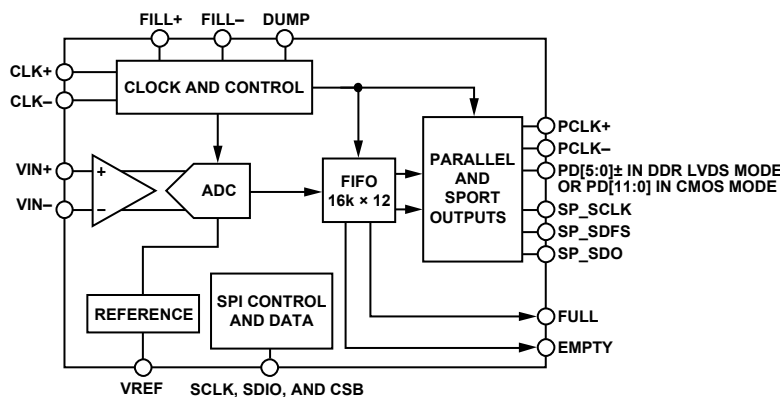 FILL+ FILL– DUMP
CLK+
CLK–
CLOCK AND CONTROL
VIN+
VIN–
+
–
ADC
FIFO
16k × 12
PARALLEL
AND
SPORT
OUTPUTS
PCLK+
PCLK–
PD[5:0]± IN DDR LVDS MODE
OR PD[11:0] IN CMOS MODE
SP_SCLK
SP_SDFS
SP_SDO
REFERENCE
SPI CONTROL
AND DATA
FULL
EMPTY
VREF
SCLK, SDIO, AND CSB